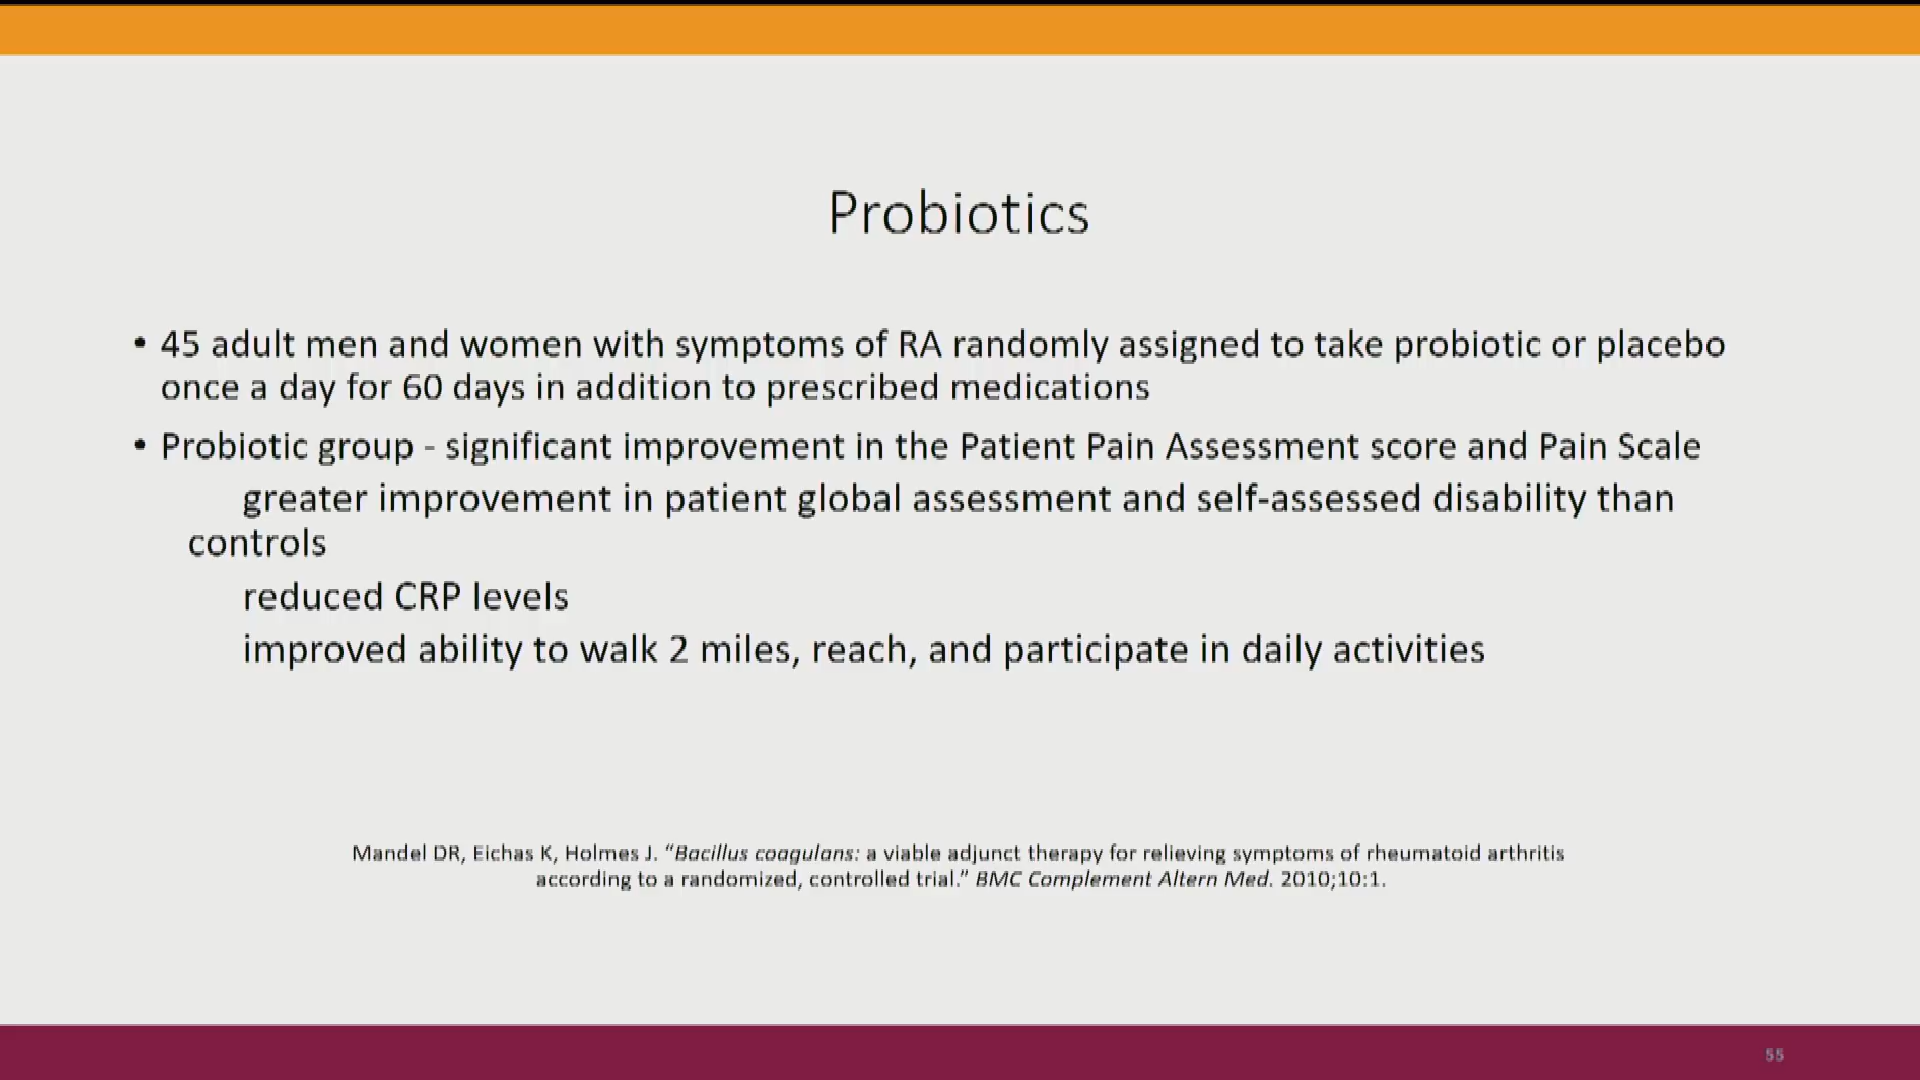 Probiotics
• 45 adult men and women with symptoms of RA randomly assigned to take probiotic or placebo
once a day for 60 days in addition to prescribed medications
• Probiotic group - significant improvement in the Patient Pain Assessment score and Pain Scale
greater improvement in patient global assessment and self-assessed disability than
controls
reduced CRP levels
improved ability to walk 2 miles, reach, and participate in daily activities
Mandel DR, Eichas K, Holmes J. “Bacillus coagulans: a viable adjunct therapy for relieving symptoms of rheumatoid arthritis
according to a randomized, controlled trial.” BMC Complement Altern Med. 2010;10:1.
55